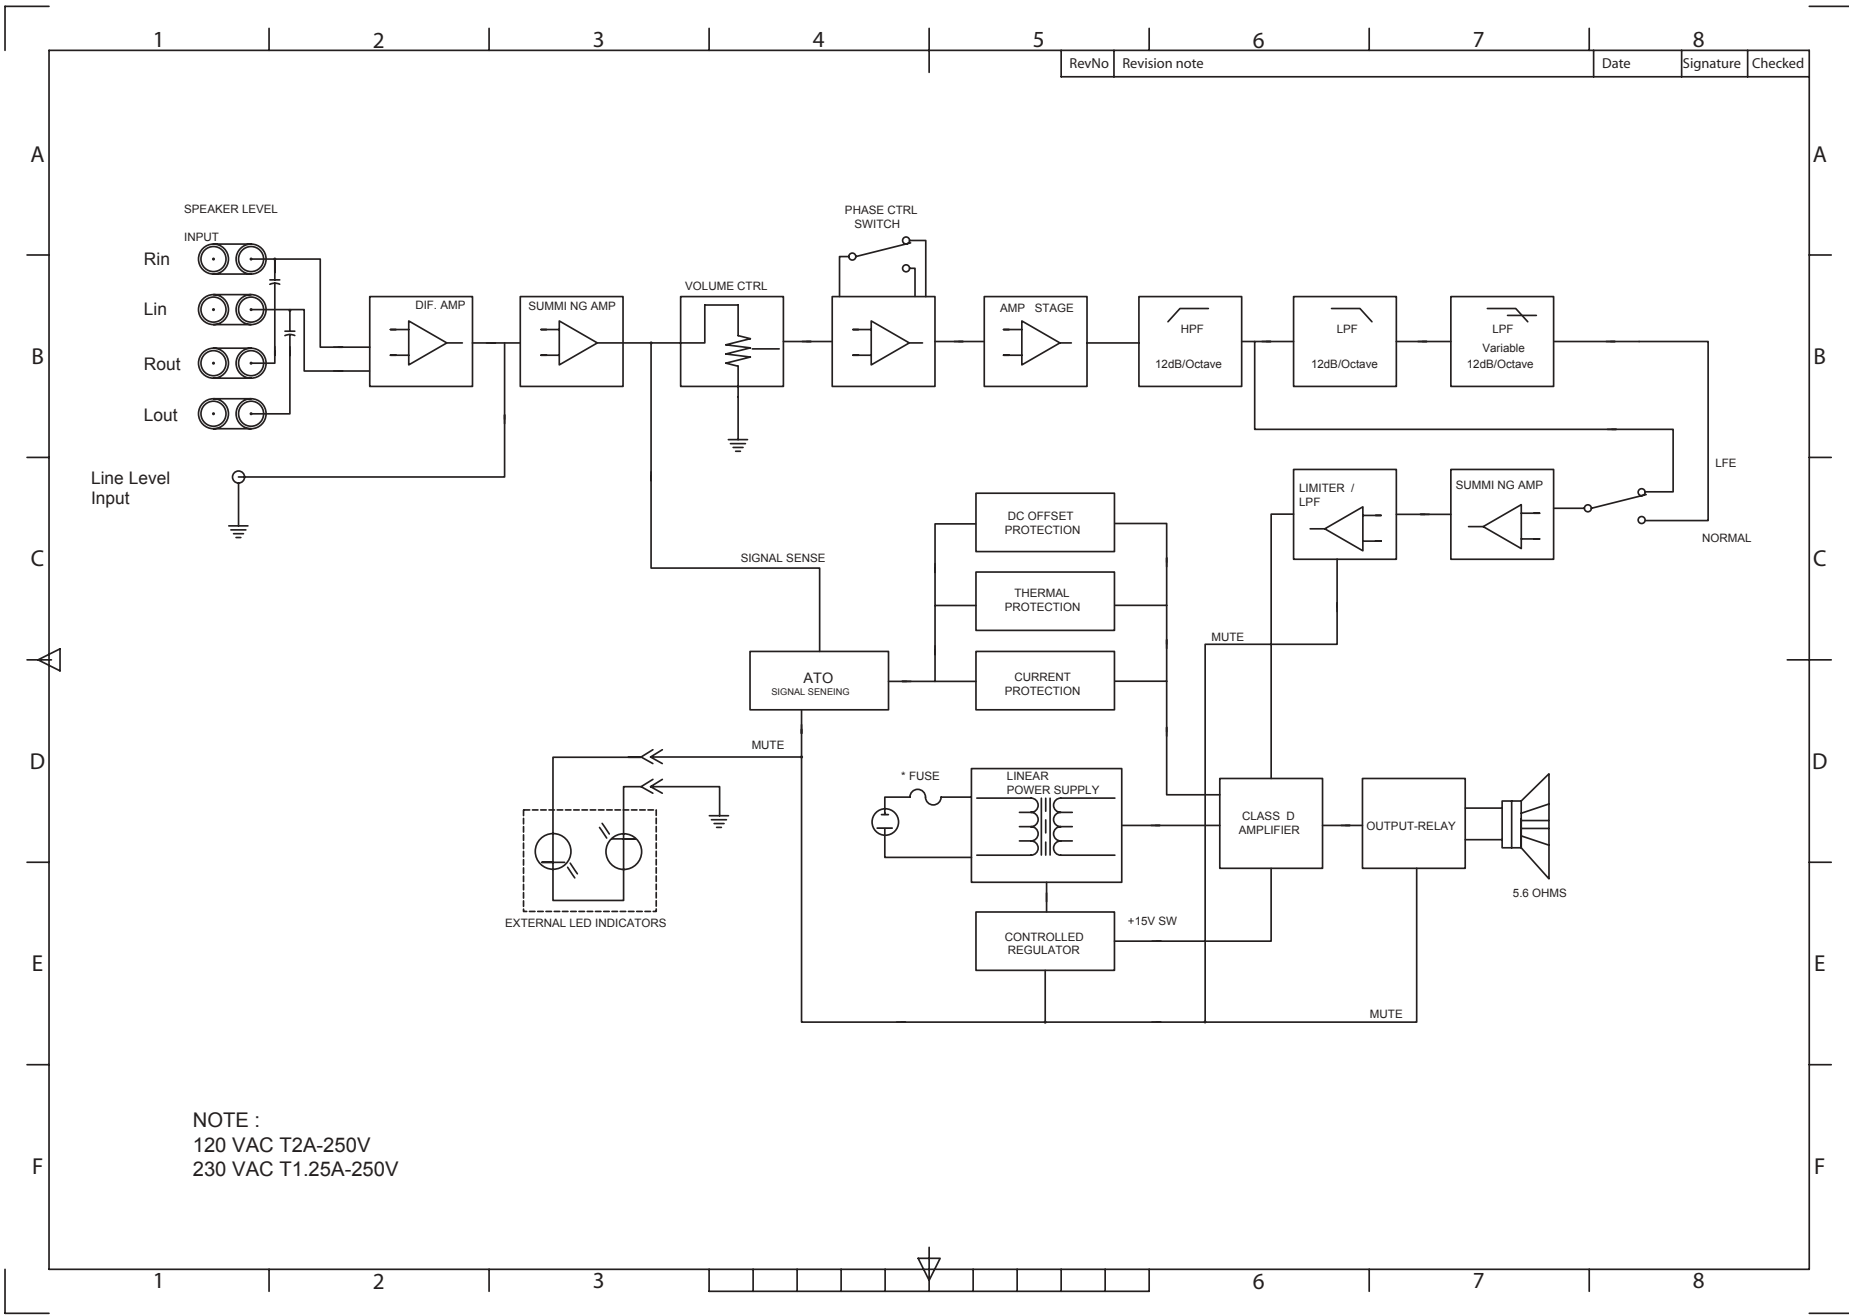 1 2 3 4 5 6 7 8
RevNo Revision note Date Signature Checked
A A
SPEAKER LEVEL
INPUT
PHASE CTRL
SWITCH
Rin
Lin
Rout
Lout
B B
DIF. AMP
SUMMI NG AMP
VOLUME CTRL
AMP STAGE
HPF
12dB/Octave
LPF
12dB/Octave
LPF
Variable
12dB/Octave
Line Level
Input
LFE
NORMAL
SUMMI NG AMP
LIMITER /
LPF
DC OFFSET
PROTECTION
C C
SIGNAL SENSE
THERMAL
PROTECTION
MUTE
ATO
SIGNAL SENEING
CURRENT
PROTECTION
D D
MUTE
* FUSE
LINEAR
POWER SUPPLY
CLASS D
AMPLIFIER
OUTPUT-RELAY
5.6 OHMS
EXTERNAL LED INDICATORS
+15V SW
CONTROLLED
REGULATOR
E E
MUTE
NOTE :
120 VAC T2A-250V
230 VAC T1.25A-250V
F F
1 2 3 6 7 8